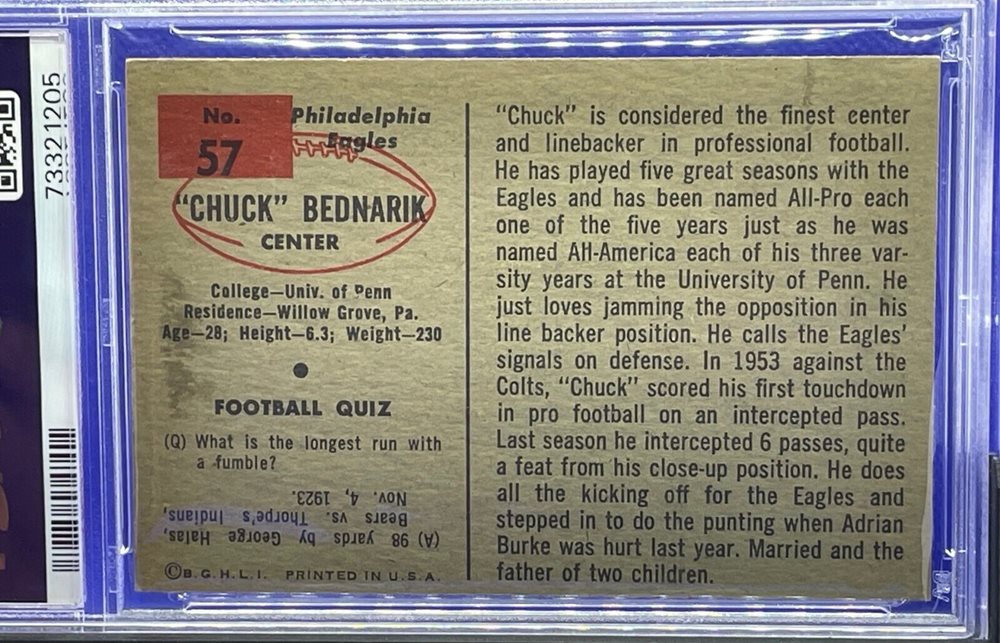 73321205
No.
57
Philadelphia
Eagles
"CHUCK" BEDNARIK
CENTER
College—Univ. of Penn
Residence—Willow Grove, Pa.
Age—28; Height—6.3; Weight—230
FOOTBALL QUIZ
(Q) What is the longest run with
a fumble?
(A) 98 yards by George Halas,
Bears vs. Thorpe's Indians,
Nov. 4, 1923.
©B.G.H.L.I. PRINTED IN U.S.A.
"Chuck" is considered the finest center
and linebacker in professional football.
He has played five great seasons with the
Eagles and has been named All-Pro each
one of the five years just as he was
named All-America each of his three var-
sity years at the University of Penn. He
just loves jamming the opposition in his
line backer position. He calls the Eagles'
signals on defense. In 1953 against the
Colts, "Chuck" scored his first touchdown
in pro football on an intercepted pass.
Last season he intercepted 6 passes, quite
a feat from his close-up position. He does
all the kicking off for the Eagles and
stepped in to do the punting when Adrian
Burke was hurt last year. Married and the
father of two children.